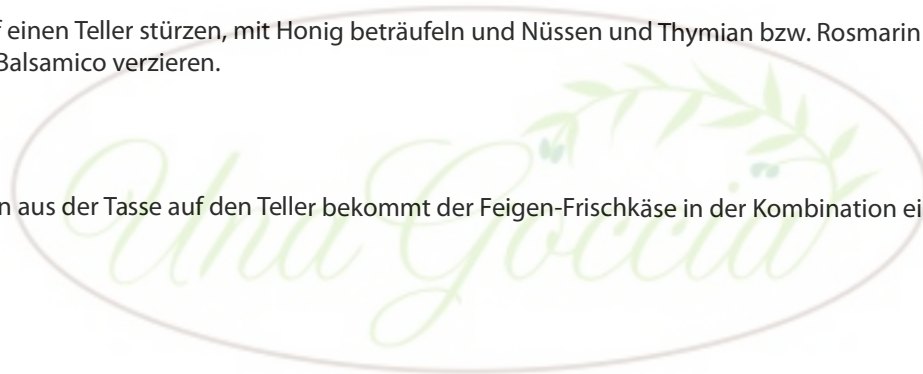 einen Teller stürzen, mit Honig beträufeln und Nüssen und Thymian bzw. Rosmarin
Balsamico verzieren.
aus der Tasse auf den Teller bekommt der Feigen-Frischkäse in der Kombination
Una Goccia